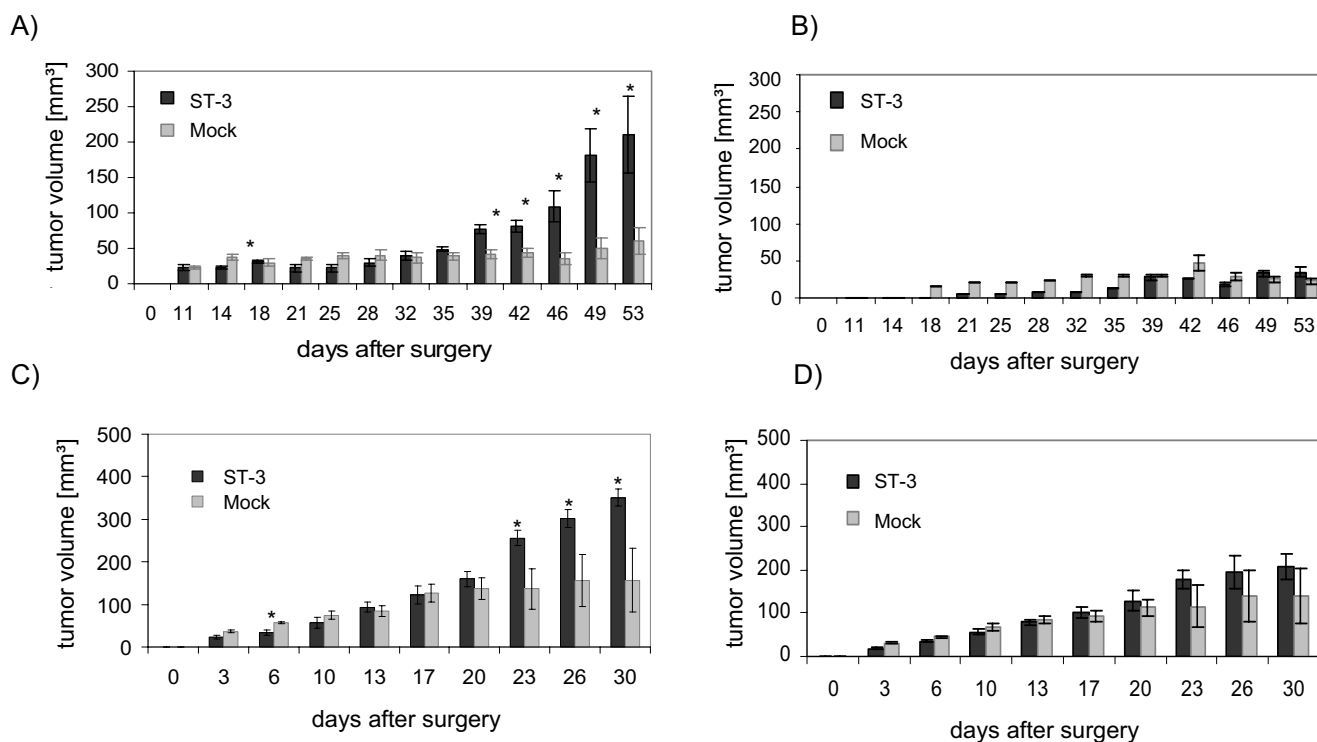 A)
300
250
200
150
100
50
0
tumor volume [mm³]
ST-3
Mock
* * * * * *
0 11 14 18 21 25 28 32 35 39 42 46 49 53
days after surgery
B)
300
250
200
150
100
50
0
tumor volume [mm³]
ST-3
Mock
0 11 14 18 21 25 28 32 35 39 42 46 49 53
days after surgery
C)
500
400
300
200
100
0
tumor volume [mm³]
ST-3
Mock
* * * *
0 3 6 10 13 17 20 23 26 30
days after surgery
D)
500
400
300
200
100
0
tumor volume [mm³]
ST-3
Mock
0 3 6 10 13 17 20 23 26 30
days after surgery